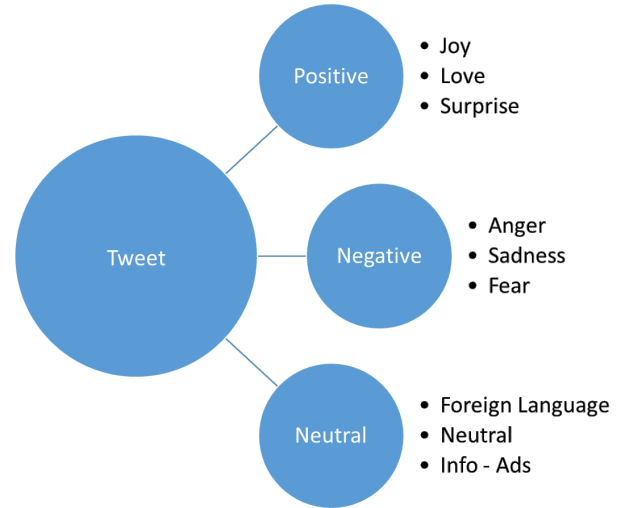 Tweet
Positive
• Joy
• Love
• Surprise
Negative
• Anger
• Sadness
• Fear
Neutral
• Foreign Language
• Neutral
• Info - Ads